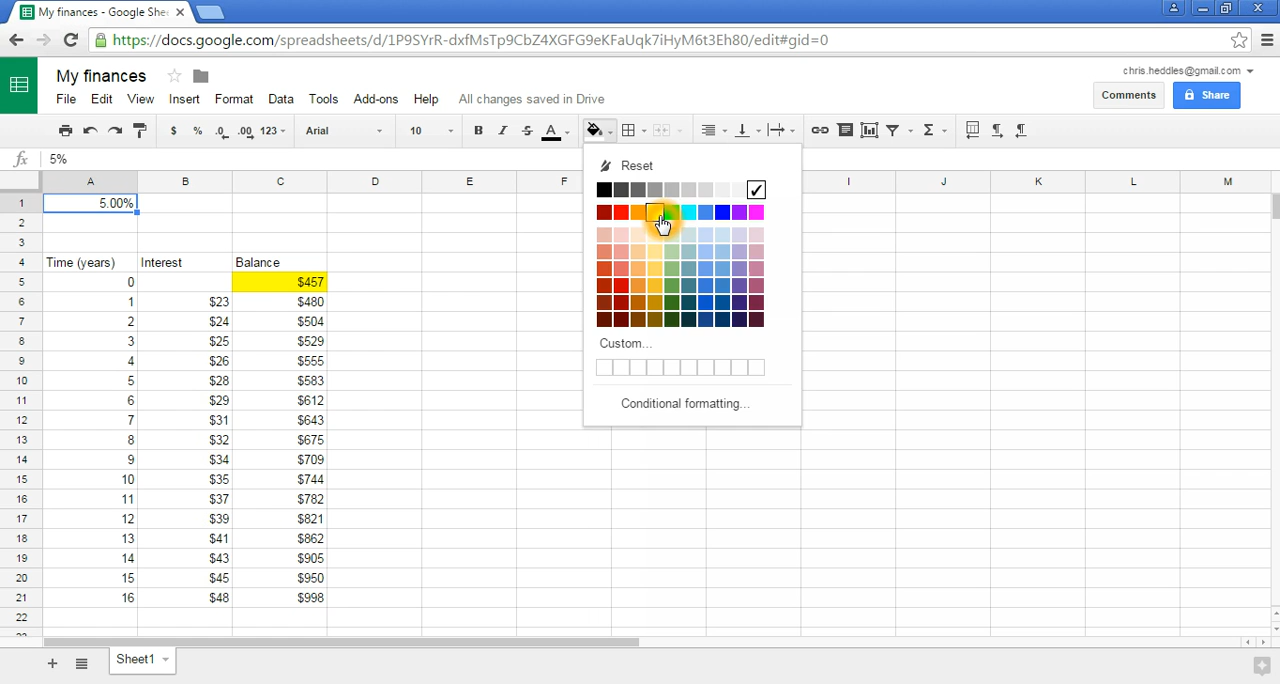 My finances - Google She
https://docs.google.com/spreadsheets/d/1P9SYrR-dxfMsTp9CbZ4XGFG9eKFaUqk7iHyM6t3Eh80/edit#gid=0
My finances
chris.heddles@gmail.com
File Edit View Insert Format Data Tools Add-ons Help All changes saved in Drive
Comments Share
$ % .0 .00 123 Arial 10 B I S A Σ
fx 5%
A B C D E F I J K L M
1 5.00%
2
3
4 Time (years) Interest Balance
5 0 $457
6 1 $23 $480
7 2 $24 $504
8 3 $25 $529
9 4 $26 $555
10 5 $28 $583
11 6 $29 $612
12 7 $31 $643
13 8 $32 $675
14 9 $34 $709
15 10 $35 $744
16 11 $37 $782
17 12 $39 $821
18 13 $41 $862
19 14 $43 $905
20 15 $45 $950
21 16 $48 $998
22
Reset
Custom...
Conditional formatting...
Sheet1